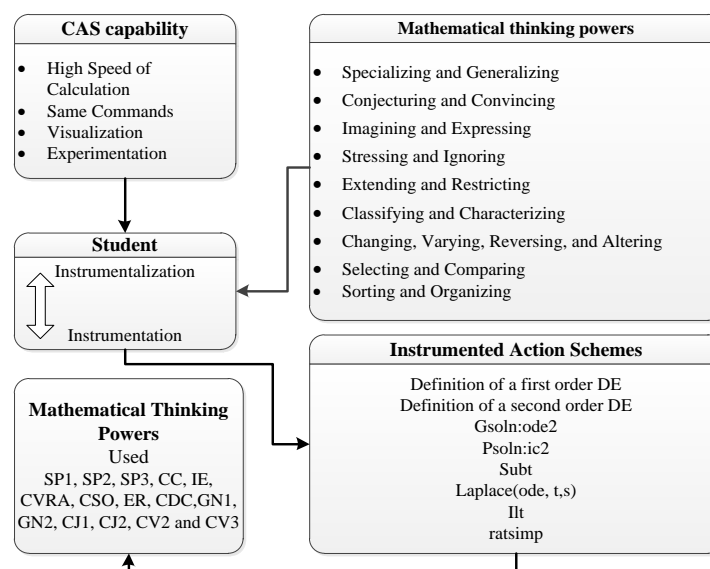 CAS capability
High Speed of
Calculation
Same Commands
Visualization
Experimentation
Mathematical thinking powers
Specializing and Generalizing
Conjecturing and Convincing
Imagining and Expressing
Stressing and Ignoring
Extending and Restricting
Classifying and Characterizing
Changing, Varying, Reversing, and Altering
Selecting and Comparing
Sorting and Organizing
Student
Instrumentalization
Instrumentation
Instrumented Action Schemes
Definition of a first order DE
Definition of a second order DE
Gsoln:ode2
Psoln:ic2
Subt
Laplace(ode, t,s)
Ilt
ratsimp
Mathematical Thinking
Powers
Used
SP1, SP2, SP3, CC, IE,
CVRA, CSO, ER, CDC,GN1,
GN2, CJ1, CJ2, CV2 and CV3